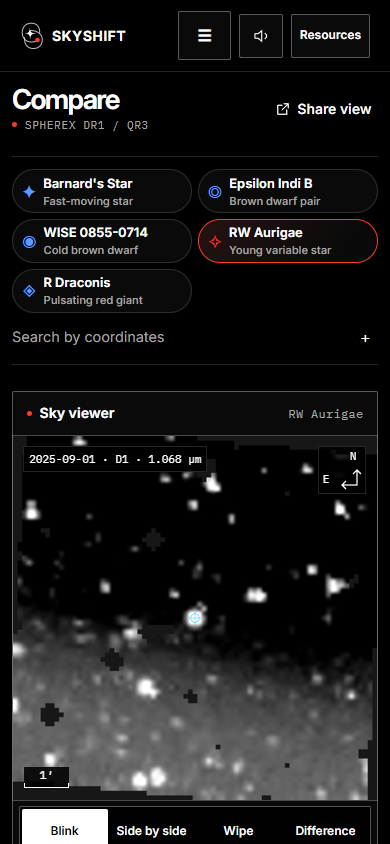 SKYSHIFT
Resources
Compare
Share view
SPHEREX DR1 / QR3
Barnard's Star
Fast-moving star
Epsilon Indi B
Brown dwarf pair
WISE 0855-0714
Cold brown dwarf
RW Aurigae
Young variable star
R Draconis
Pulsating red giant
Search by coordinates
+
Sky viewer
RW Aurigae
2025-09-01 · D1 · 1.068 µm
N
E
1′
Blink
Side by side
Wipe
Difference